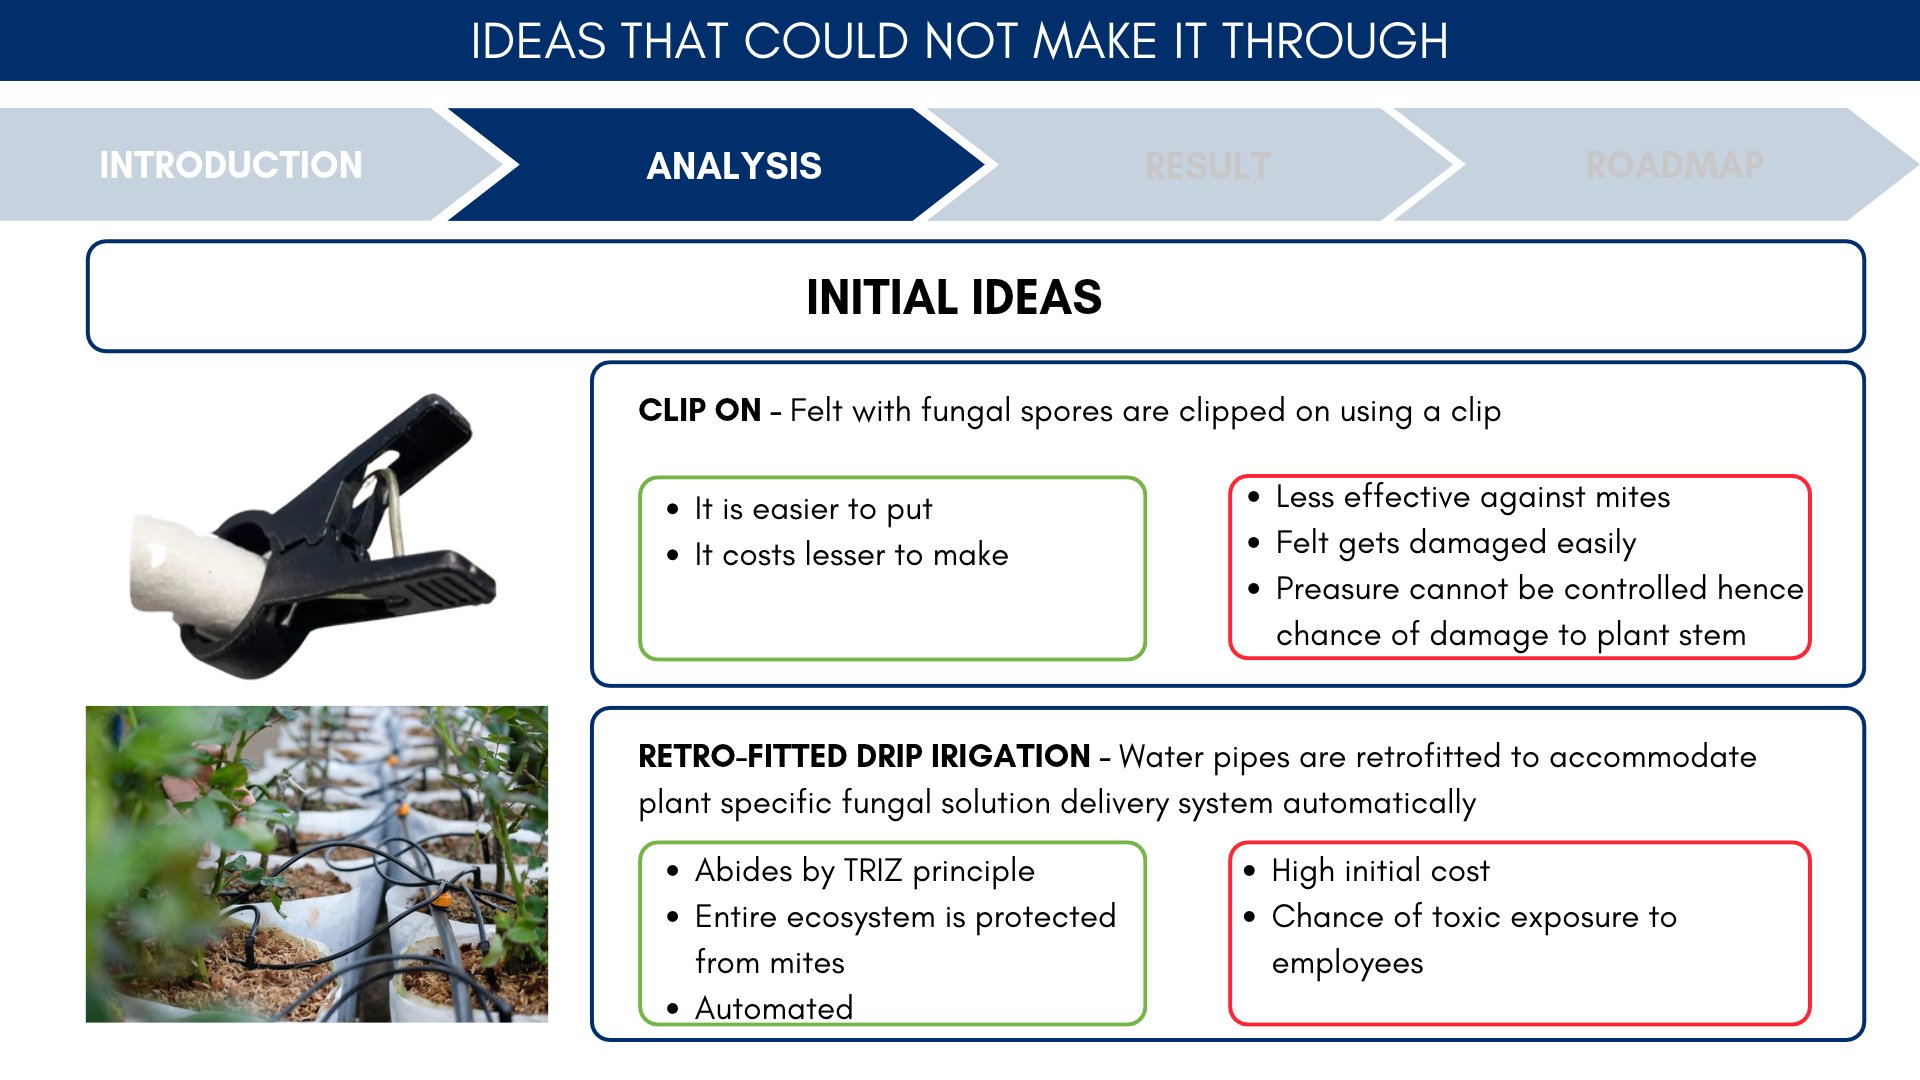 IDEAS THAT COULD NOT MAKE IT THROUGH
INTRODUCTION
ANALYSIS
RESULT
ROADMAP
INITIAL IDEAS
CLIP ON - Felt with fungal spores are clipped on using a clip
• It is easier to put
• It costs lesser to make
• Less effective against mites
• Felt gets damaged easily
• Preasure cannot be controlled hence
chance of damage to plant stem
RETRO-FITTED DRIP IRIGATION - Water pipes are retrofitted to accommodate
plant specific fungal solution delivery system automatically
• Abides by TRIZ principle
• Entire ecosystem is protected
from mites
• Automated
• High initial cost
• Chance of toxic exposure to
employees